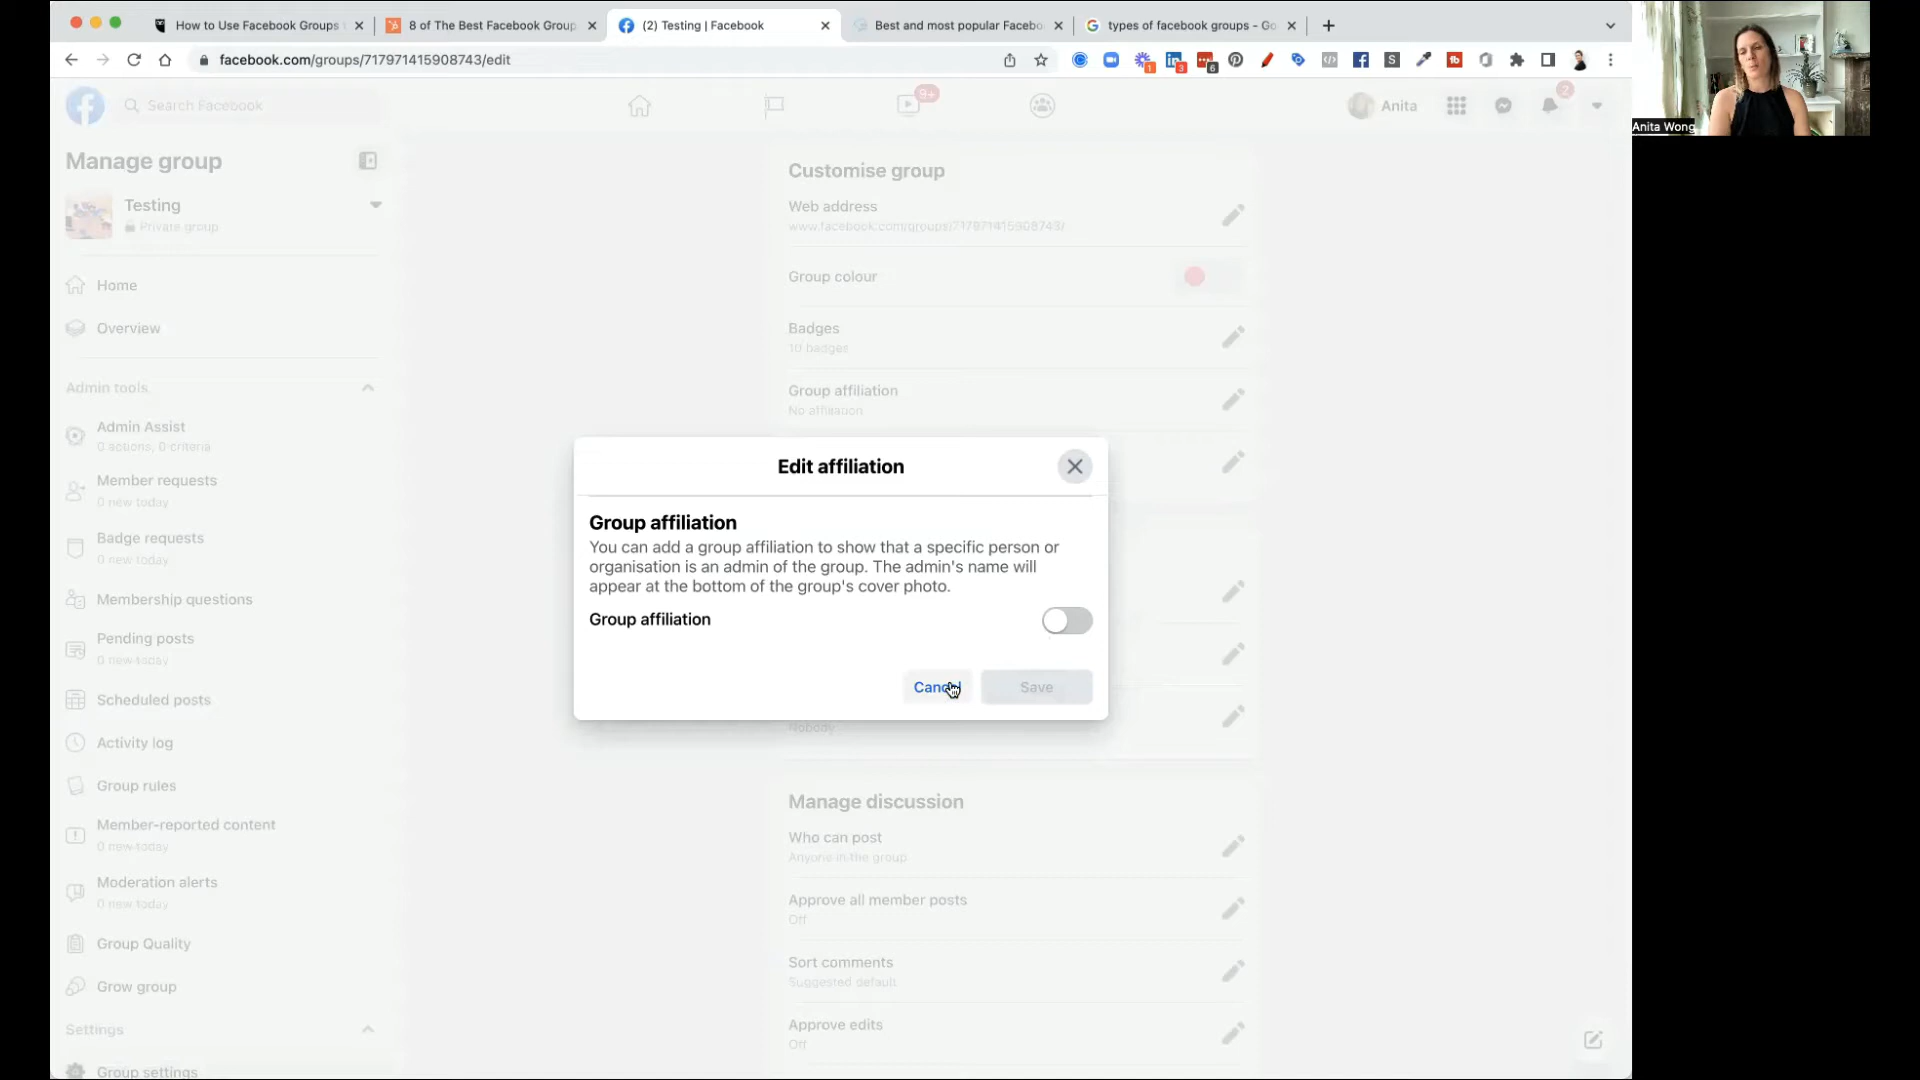 How to Use Facebook Groups
8 of The Best Facebook Group
(2) Testing | Facebook
Best and most popular Facebo
types of facebook groups - Go
facebook.com/groups/717971415908743/edit
1
3
6
Search Facebook
9+
Anita
2
Anita Wong
Manage group
Testing
Private group
Home
Overview
Admin tools
Admin Assist
0 actions, 0 criteria
Member requests
0 new today
Badge requests
0 new today
Membership questions
Pending posts
0 new today
Scheduled posts
Activity log
Group rules
Member-reported content
0 new today
Moderation alerts
0 new today
Group Quality
Grow group
Settings
Group settings
Customise group
Web address
www.facebook.com/groups/717971415908743/
Group colour
Badges
10 badges
Group affiliation
No affiliation
Edit affiliation
Group affiliation
You can add a group affiliation to show that a specific person or
organisation is an admin of the group. The admin's name will
appear at the bottom of the group's cover photo.
Group affiliation
Cancel
Save
Nobody
Manage discussion
Who can post
Anyone in the group
Approve all member posts
Off
Sort comments
Suggested default
Approve edits
Off